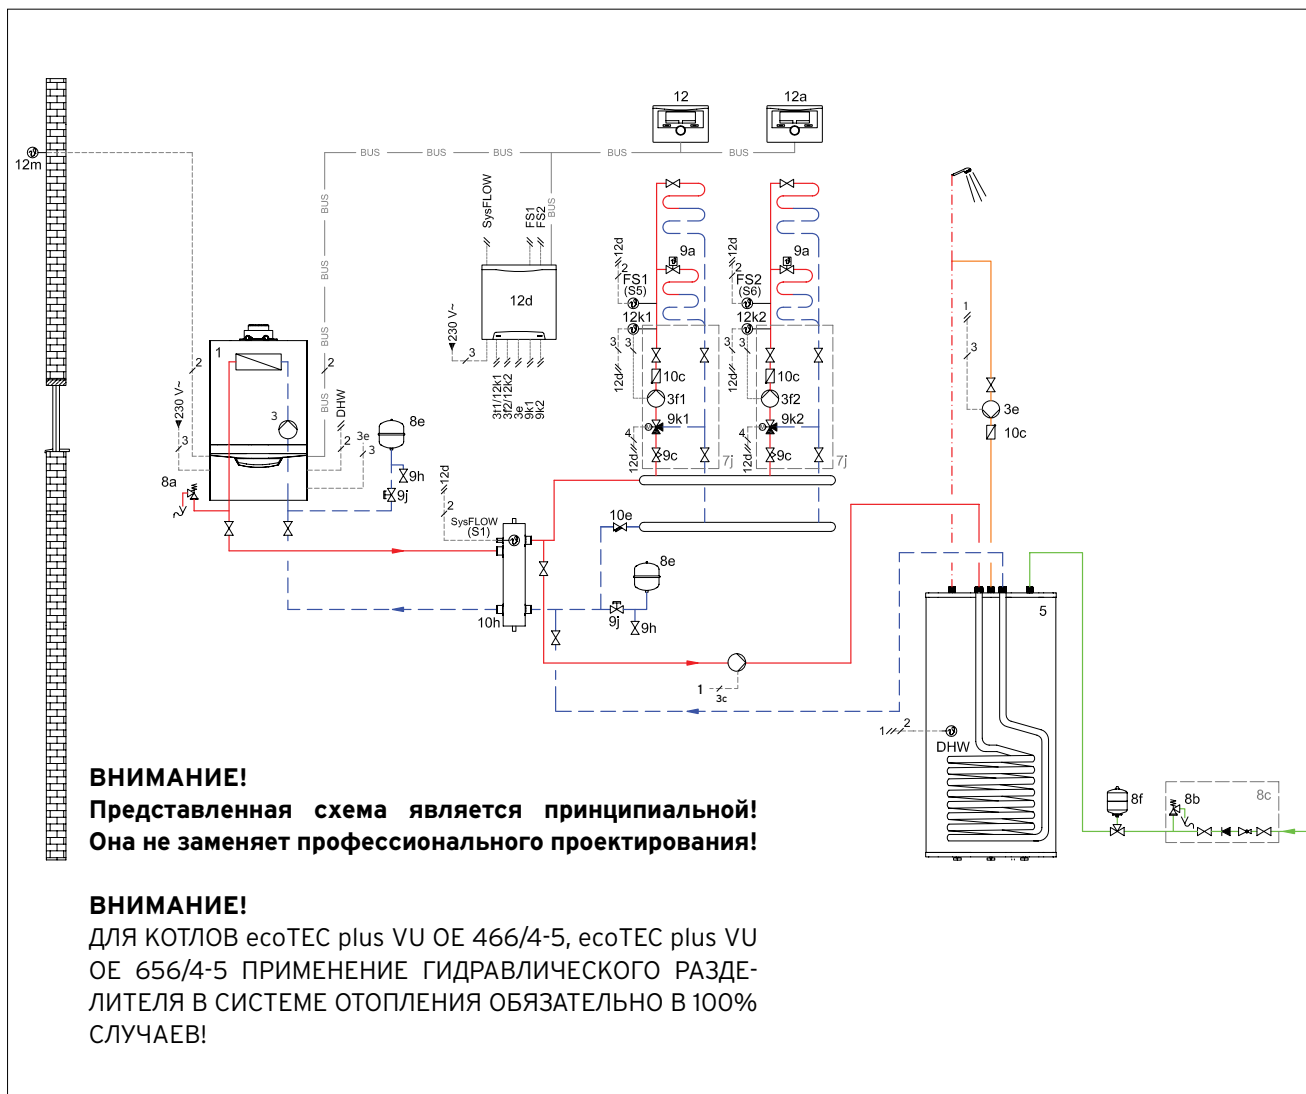 12
12a
12m
BUS
BUS
BUS
BUS
BUS
SysFLOW
FS1
FS2
BUS
BUS
BUS
BUS
12d
230 V~
3
3f1/12k1
3f2/12k2
3e
9k1
9k2
12d
2
FS1
(S5)
9a
12k1
3
3
12d
10c
3f1
4
12d
9k1
9c
7j
12d
2
FS2
(S6)
9a
12k2
3
3
12d
10c
3f2
4
12d
9k2
9c
7j
1
3
3e
10c
1
2
2
230 V~
3
3
DHW
2
3e
3
8e
9h
9j
8a
12d
2
SysFLOW
(S1)
10e
8e
9j
9h
10h
1
3c
5
1
2
DHW
8f
8b
8c
ВНИМАНИЕ!
Представленная схема является принципиальной!
Она не заменяет профессионального проектирования!
ВНИМАНИЕ!
ДЛЯ КОТЛОВ ecoTEC plus VU OE 466/4-5, ecoTEC plus VU
OE 656/4-5 ПРИМЕНЕНИЕ ГИДРАВЛИЧЕСКОГО РАЗДЕ-
ЛИТЕЛЯ В СИСТЕМЕ ОТОПЛЕНИЯ ОБЯЗАТЕЛЬНО В 100%
СЛУЧАЕВ!